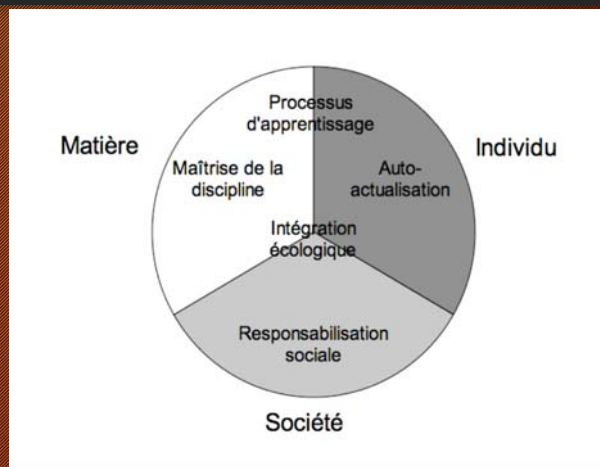 Processus
d'apprentissage
Matière
Individu
Maîtrise de la
discipline
Auto-
actualisation
Intégration
écologique
Responsabilisation
sociale
Société